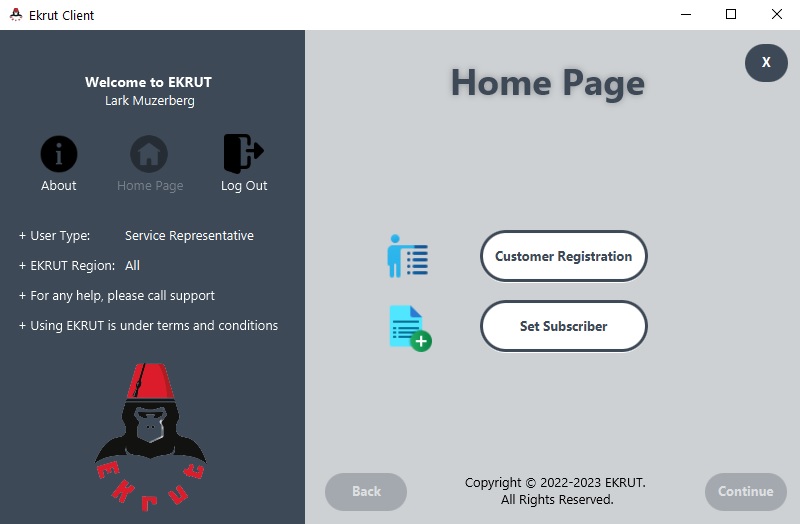 Ekrut Client
Welcome to EKRUT
Lark Muzerberg
About
Home Page
Log Out
+ User Type: Service Representative
+ EKRUT Region: All
+ For any help, please call support
+ Using EKRUT is under terms and conditions
EKRUT
Home Page
X
Customer Registration
Set Subscriber
Back
Copyright © 2022-2023 EKRUT.
All Rights Reserved.
Continue